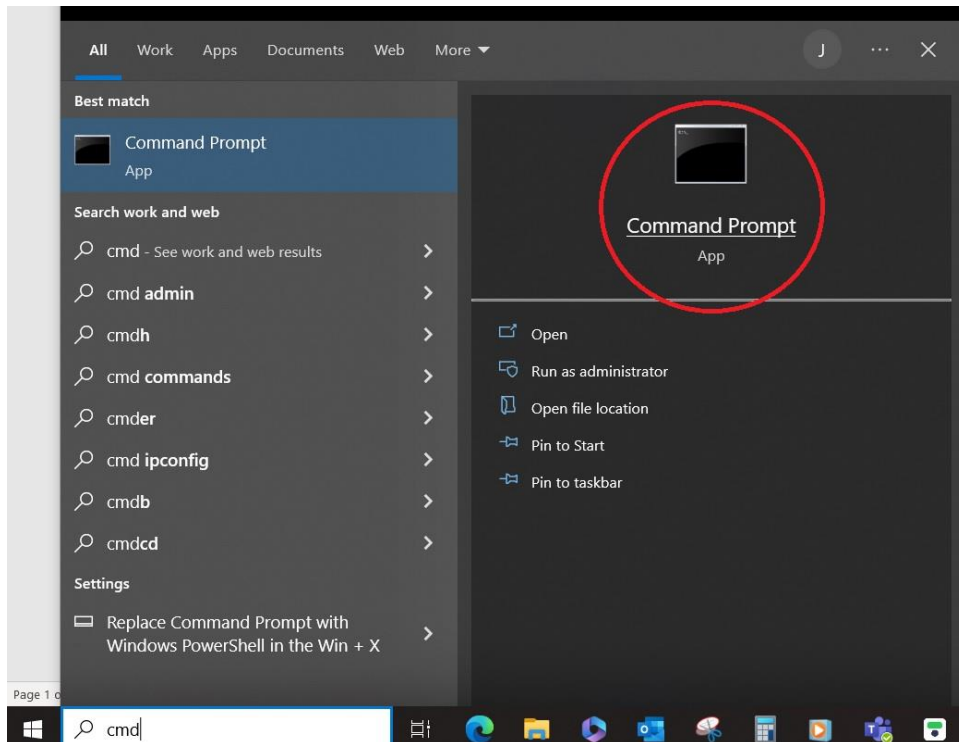 All Work Apps Documents Web More J ...
Best match
Command Prompt
App
Search work and web
cmd - See work and web results
cmd admin
cmdh
cmd commands
cmder
cmd ipconfig
cmdb
cmdcd
Settings
Replace Command Prompt with
Windows PowerShell in the Win + X
Command Prompt
App
Open
Run as administrator
Open file location
Pin to Start
Pin to taskbar
Page 1 o
cmd